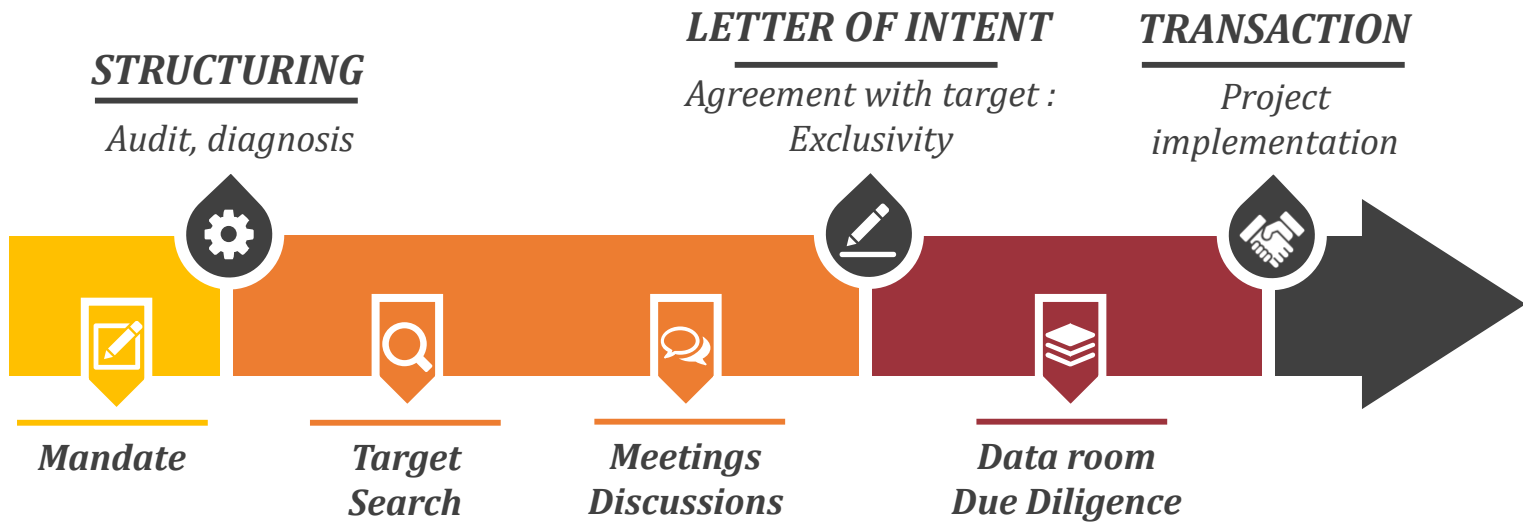 STRUCTURING
Audit, diagnosis
LETTER OF INTENT
Agreement with target :
Exclusivity
TRANSACTION
Project
implementation
Mandate
Target
Search
Meetings
Discussions
Data room
Due Diligence